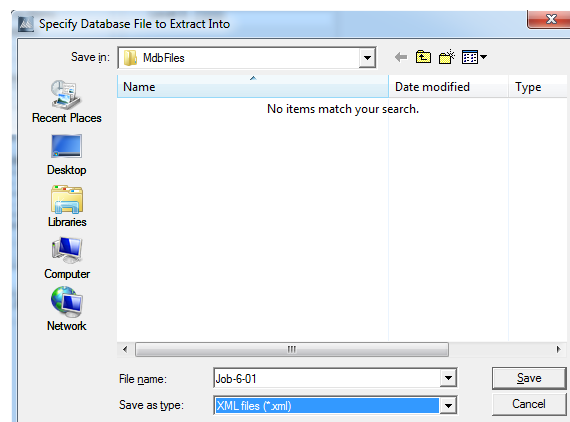 Specify Database File to Extract Into
Save in: MdbFiles
Name Date modified Type
No items match your search.
Recent Places
Desktop
Libraries
Computer
Network
File name: Job-6-01 Save
Save as type: XML files (*.xml) Cancel